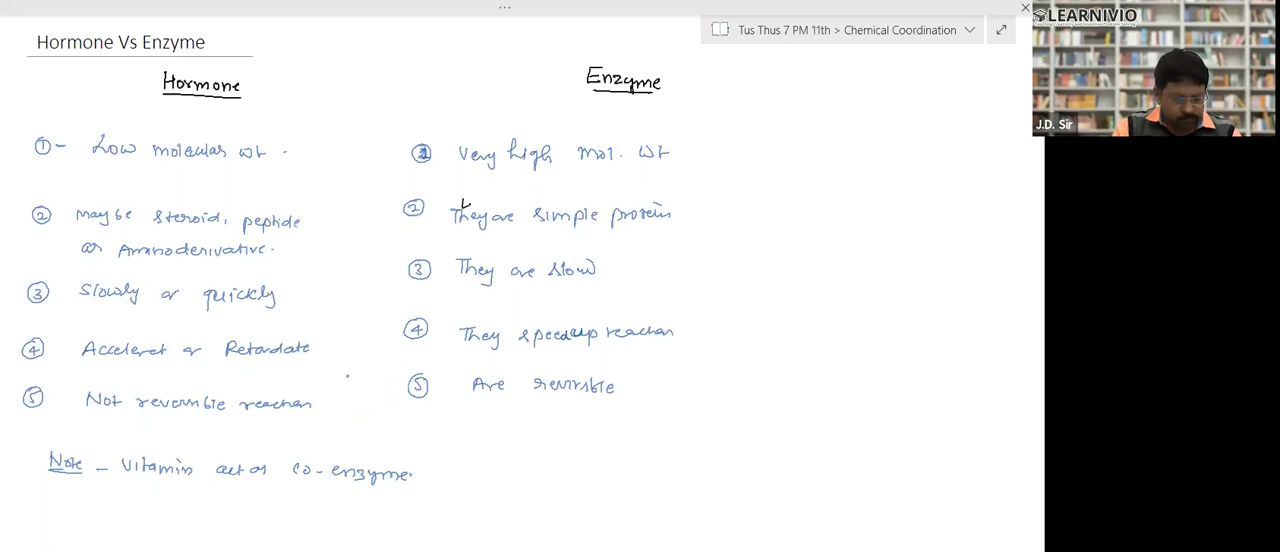 Tus Thus 7 PM 11th > Chemical Coordination
LEARNIVIO
Hormone Vs Enzyme
Hormone
Enzyme
J.D. Sir
① - Low molecular wt -
① Very high mol. wt
② May be steroid, peptide
or Aminoderivative.
② They are simple protein
③ Slowly or quickly
③ They are slow
④ Acceleret or Retardate
④ They speedup reaction
⑤ Not reversible reaction
⑤ Are reversible
Note - Vitamin act as co-enzyme.